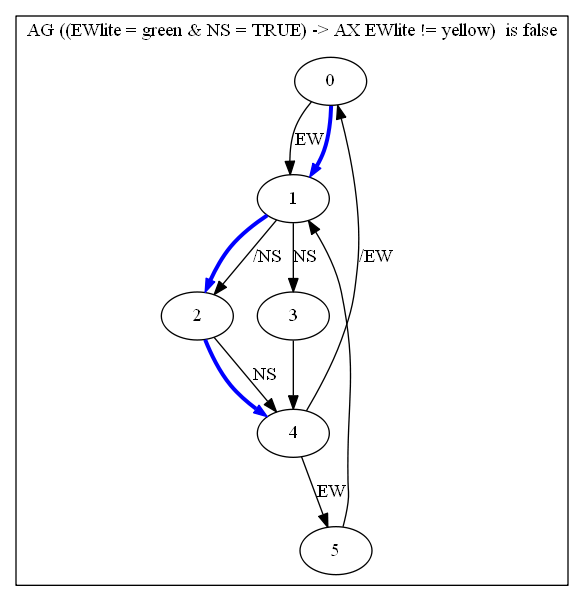 AG ((EWlite = green & NS = TRUE) -> AX EWlite != yellow)  is false
0
EW
1
/NS
NS
/EW
2
3
NS
4
EW
5